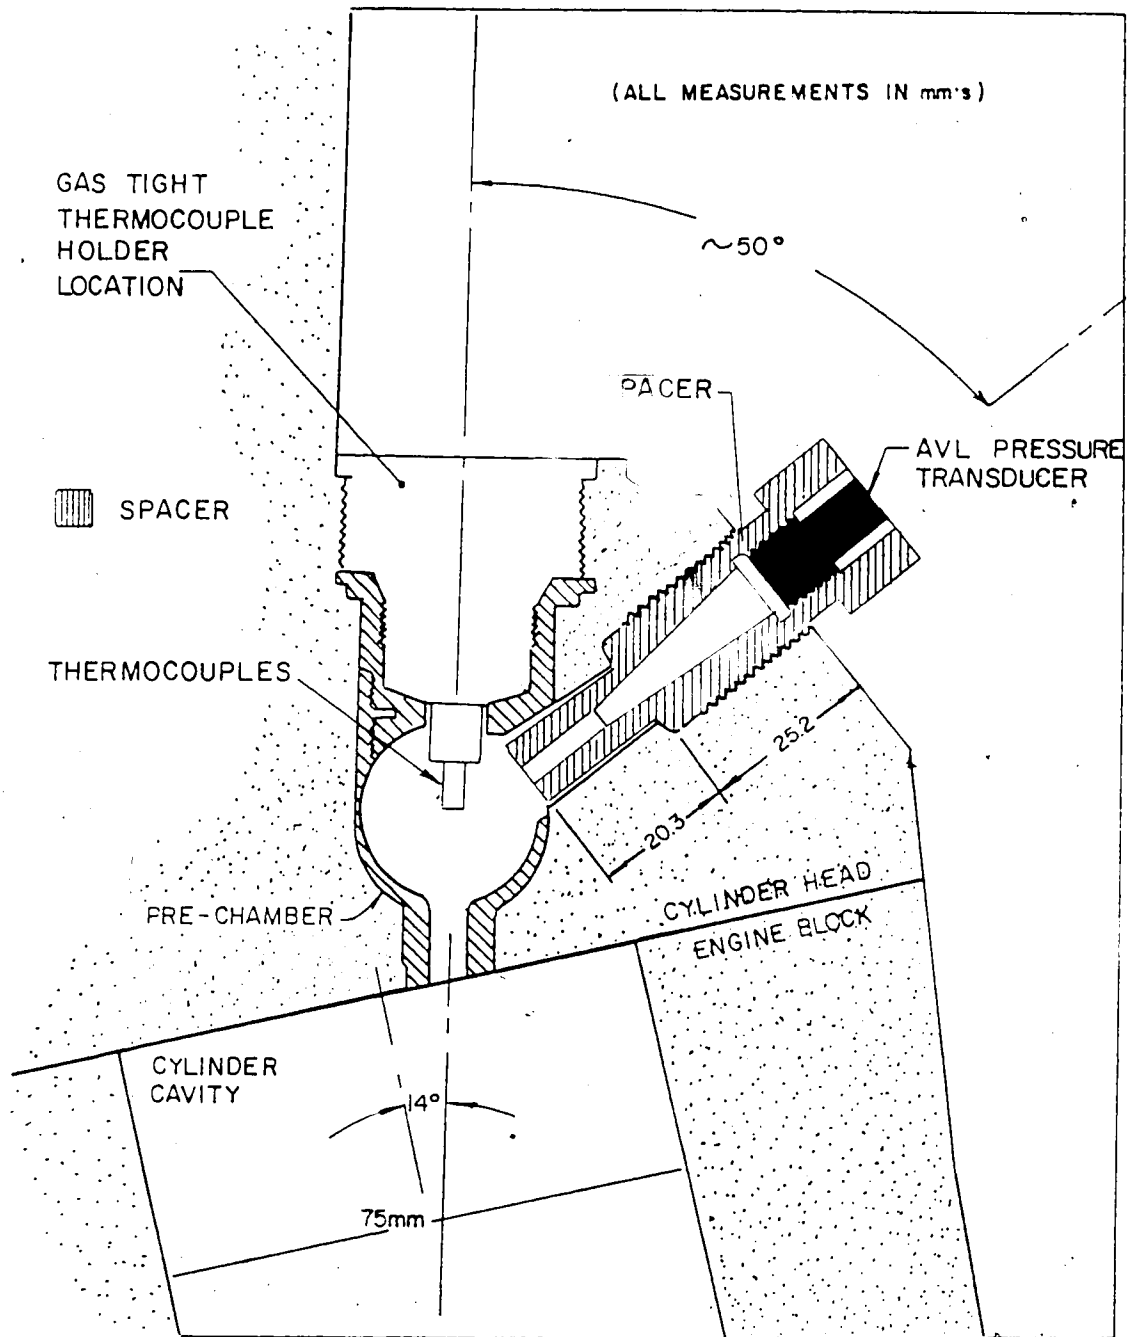 (ALL MEASUREMENTS IN mm's)
GAS TIGHT
THERMOCOUPLE
HOLDER
LOCATION
~50°
PACER
AVL PRESSURE
TRANSDUCER
SPACER
THERMOCOUPLES
25.2
20.3
PRE-CHAMBER
CYLINDER HEAD
ENGINE BLOCK
CYLINDER
CAVITY
14°
75mm